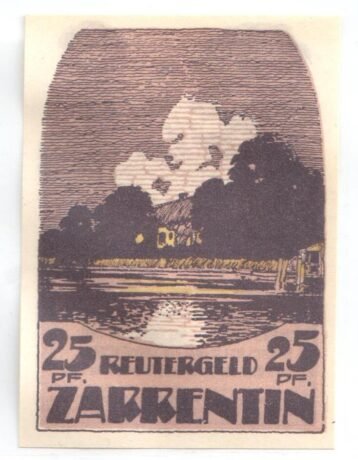 25 REUTERGELD 25
PF. PF.
ZARRENTIN